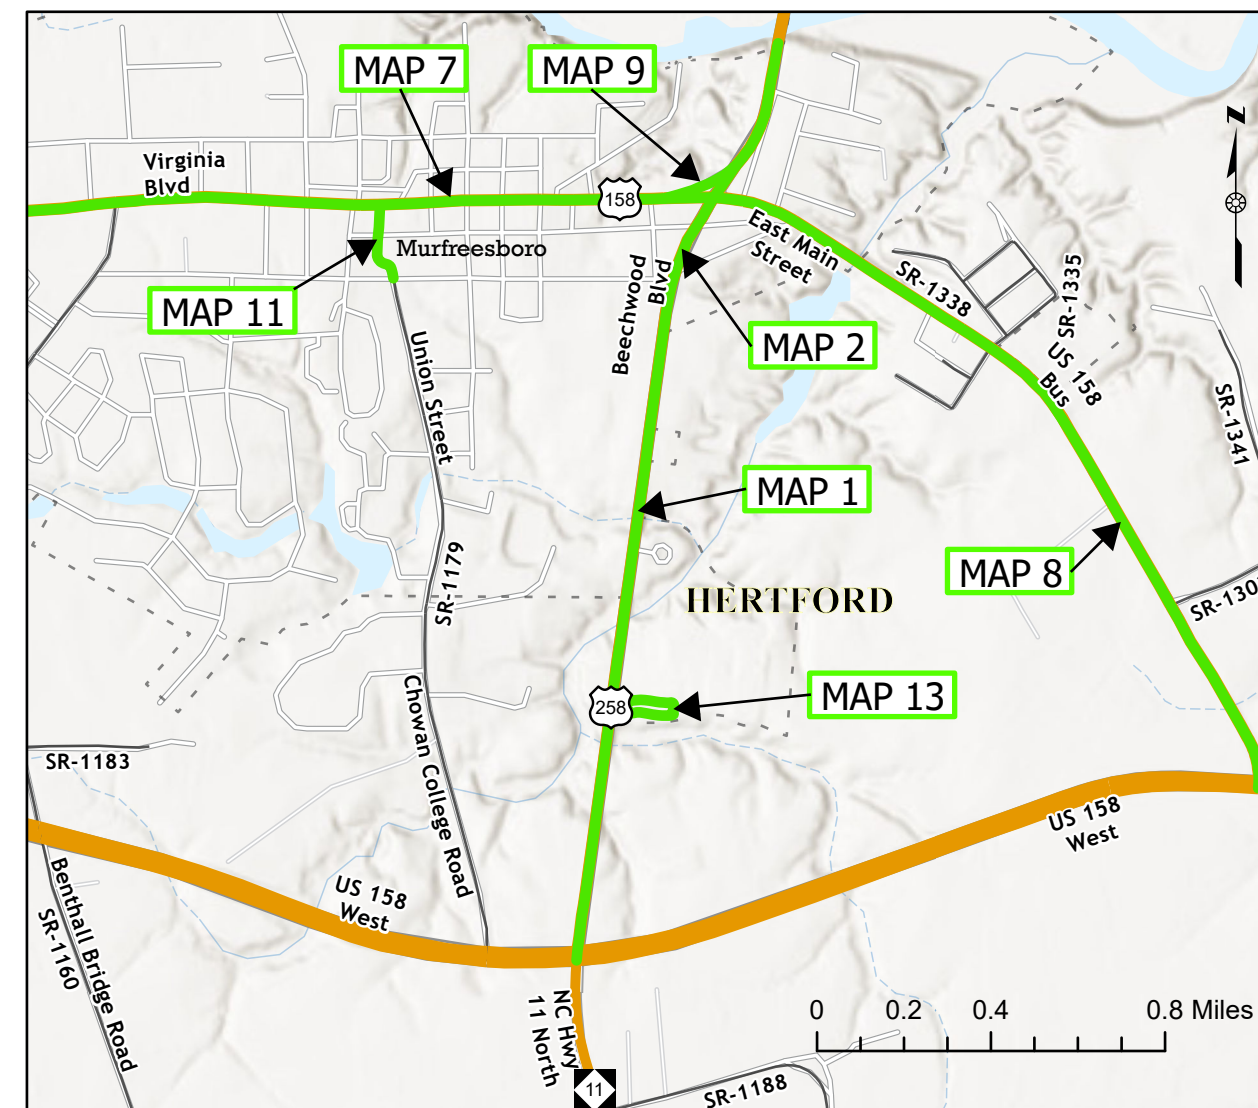 MAP 7
MAP 9
Virginia
Blvd
158
N
Murfreesboro
East Main
Street
SR-1338
SR-1335
MAP 11
Beechwood
Blvd
MAP 2
US 158
Bus
Union Street
SR-1341
MAP 1
MAP 8
SR-1179
HERTFORD
SR-130
MAP 13
258
Chowan College Road
SR-1183
US 158
West
US 158
West
Benthall Bridge Road
SR-1160
NC Hwy
11 North
0 0.2 0.4 0.8 Miles
11
SR-1188